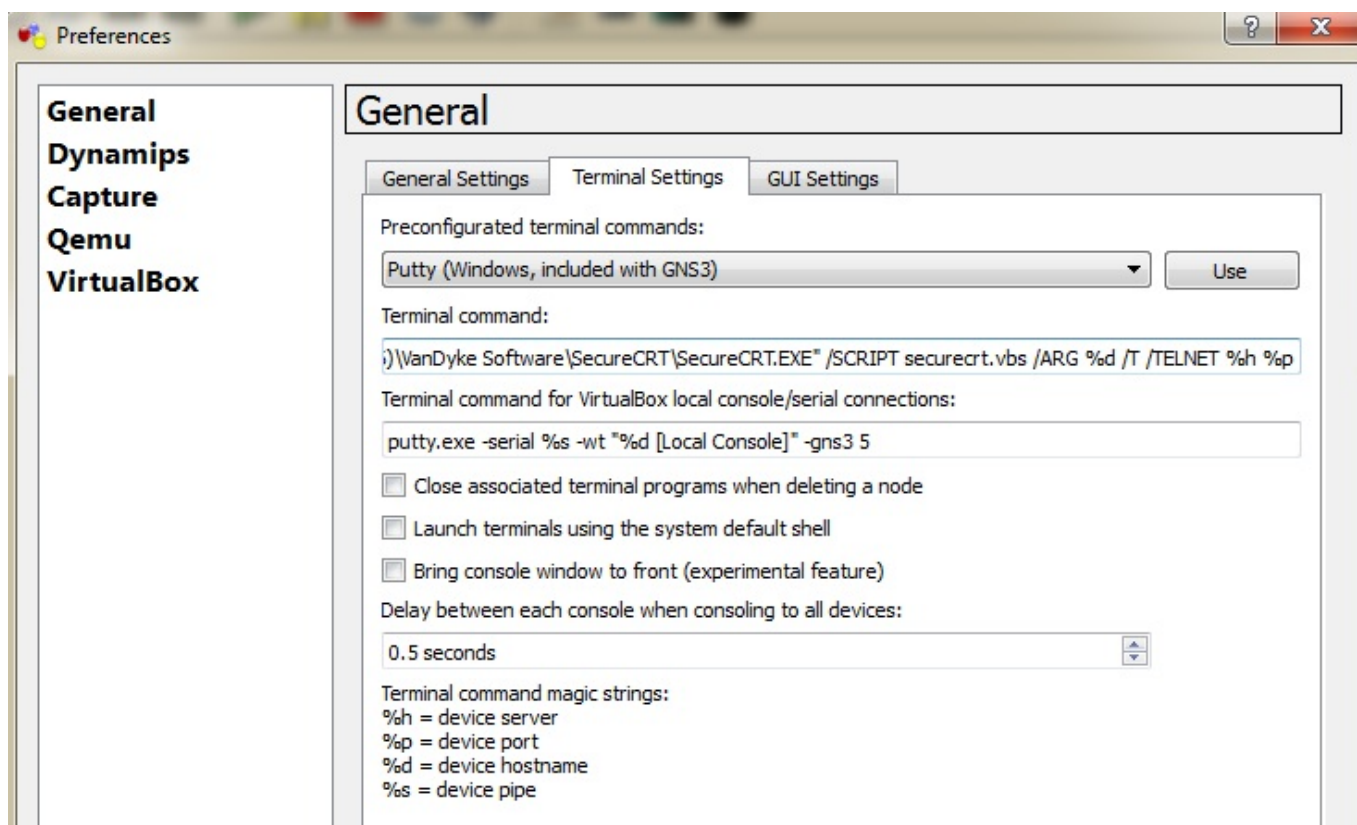 Preferences
General
Dynamips
Capture
Qemu
VirtualBox
General
General Settings
Terminal Settings
GUI Settings
Preconfigurated terminal commands:
Putty (Windows, included with GNS3)
Use
Terminal command:
)\VanDyke Software\SecureCRT\SecureCRT.EXE" /SCRIPT securecrt.vbs /ARG %d /T /TELNET %h %p
Terminal command for VirtualBox local console/serial connections:
putty.exe -serial %s -wt "%d [Local Console]" -gns3 5
Close associated terminal programs when deleting a node
Launch terminals using the system default shell
Bring console window to front (experimental feature)
Delay between each console when consoling to all devices:
0.5 seconds
Terminal command magic strings:
%h = device server
%p = device port
%d = device hostname
%s = device pipe